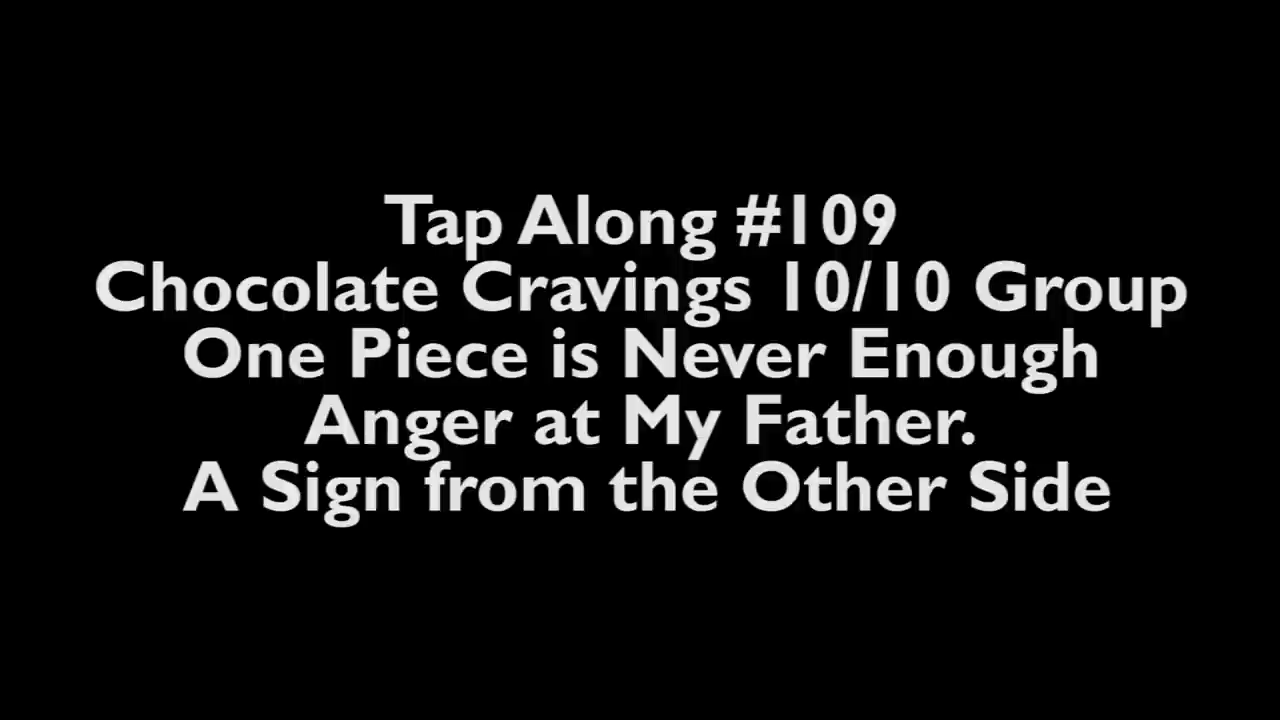 Tap Along #109
Chocolate Cravings 10/10 Group
One Piece is Never Enough
Anger at My Father.
A Sign from the Other Side